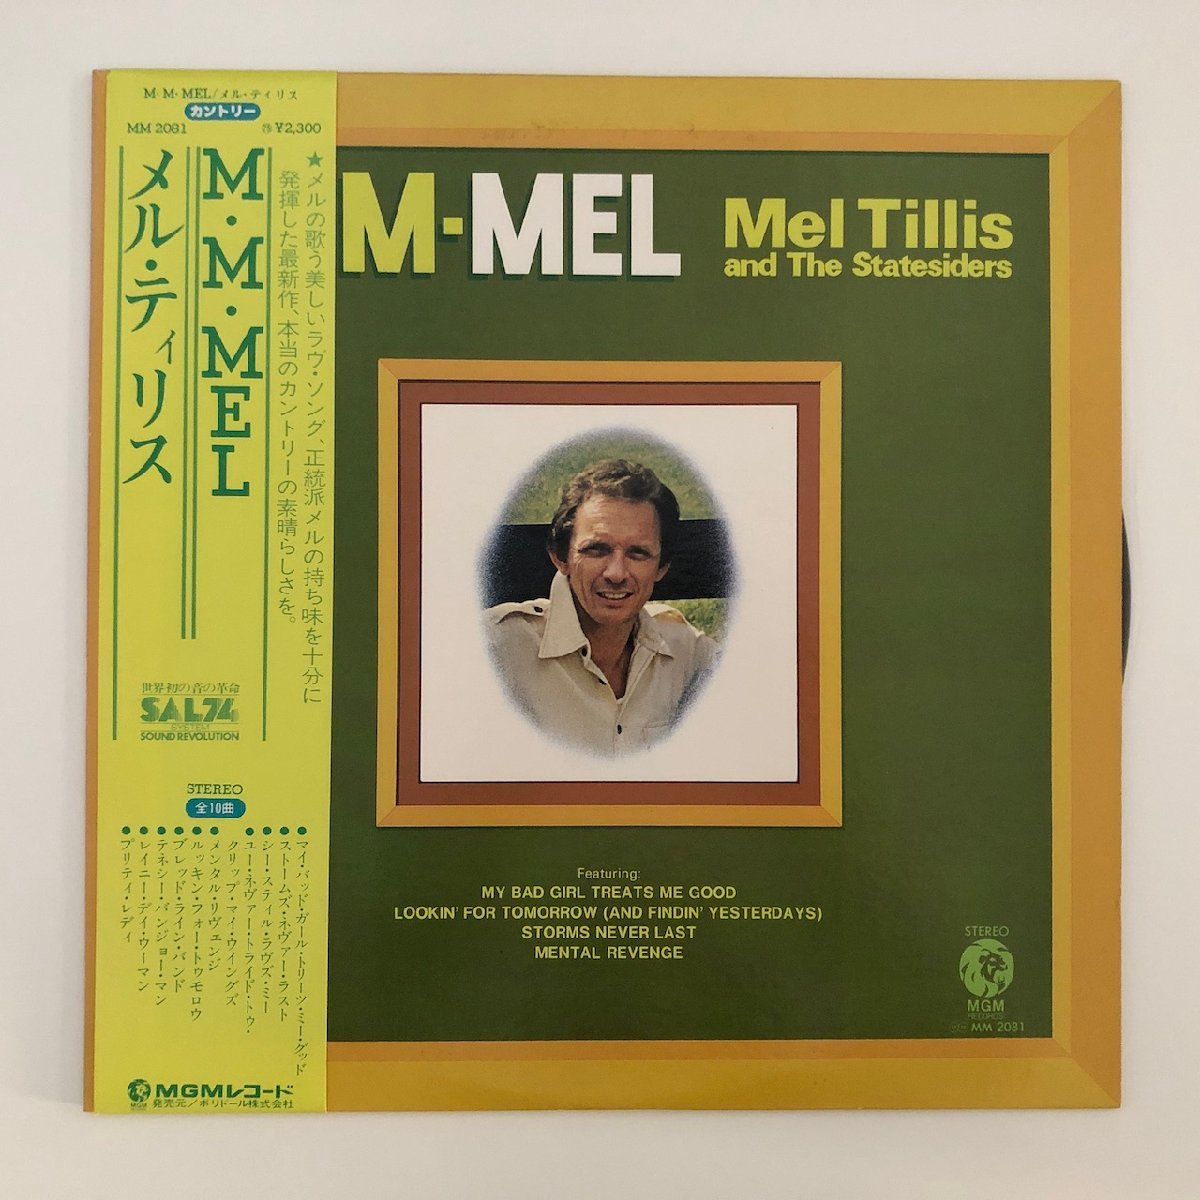 M・M・MEL/メル・ティリス
カントリー
MM 2081
¥2,300
★メルの歌う美しいラヴ・ソング、正統派メルの持ち味を十分に
発揮した最新作、本当のカントリーの素晴らしさを。
M・M・MEL
メル・ティリス
世界初の音の革命
SAL74
SYSTEM
SOUND REVOLUTION
STEREO
全10曲
●マイ・バッド・ガール・トリーツ・ミー・グッド
●ストームズ・ネヴァー・ラスト
●シー・スティル・ラヴズ・ミー
●ユー・ネヴァー・トライド・トゥ・
クリップ・マイ・ウィングズ
●メンタル・リヴェンジ
●ルッキン・フォー・トゥモロウ
●ブレッド・ライン・バンド
●テネシー・バンジョー・マン
●レイニー・デイ・ウーマン
●プリティ・レディ
MGM
MGMレコード
発売元/ポリドール株式会社
M-MEL
Mel Tillis
and The Statesiders
Featuring:
MY BAD GIRL TREATS ME GOOD
LOOKIN' FOR TOMORROW (AND FINDIN' YESTERDAYS)
STORMS NEVER LAST
MENTAL REVENGE
STEREO
MGM
RECORDS
MM 2081